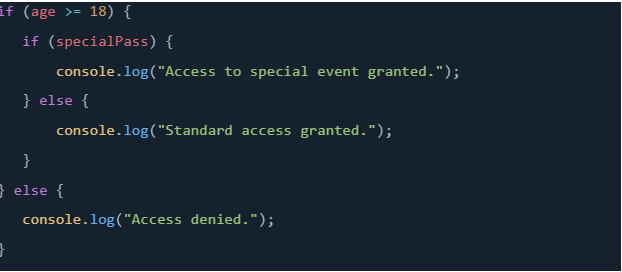 if (age >= 18) {
if (specialPass) {
console.log("Access to special event granted.");
} else {
console.log("Standard access granted.");
}
} else {
console.log("Access denied.");
}